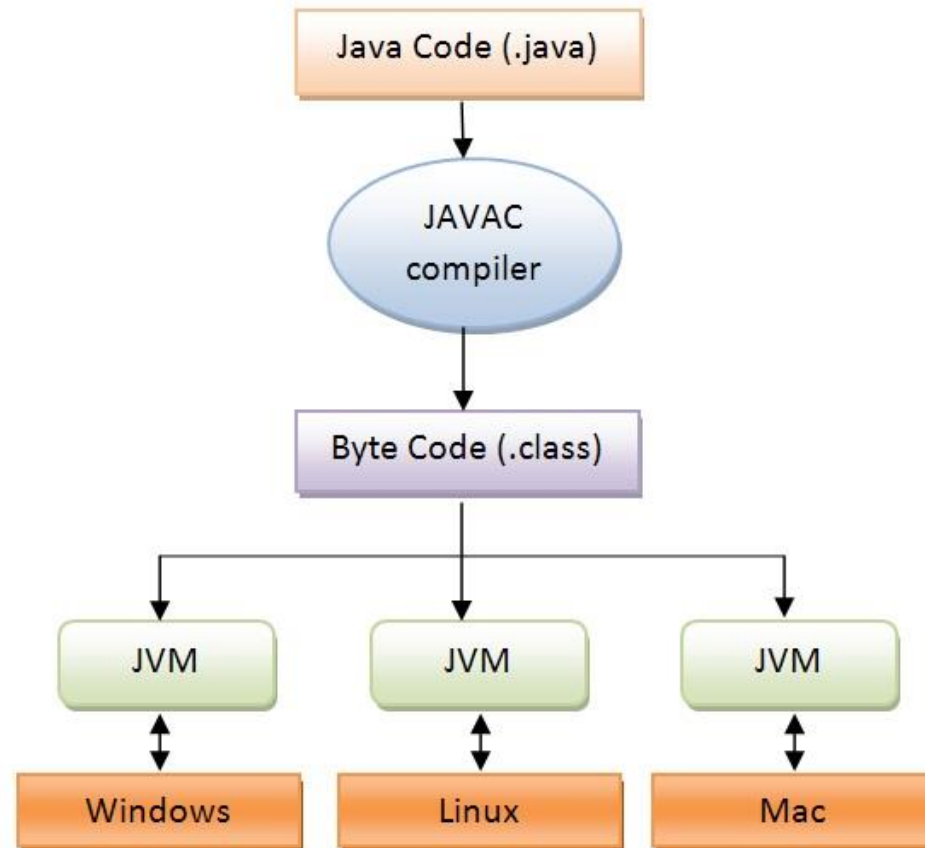 Java Code (.java)
JAVAC
compiler
Byte Code (.class)
JVM
JVM
JVM
Windows
Linux
Mac